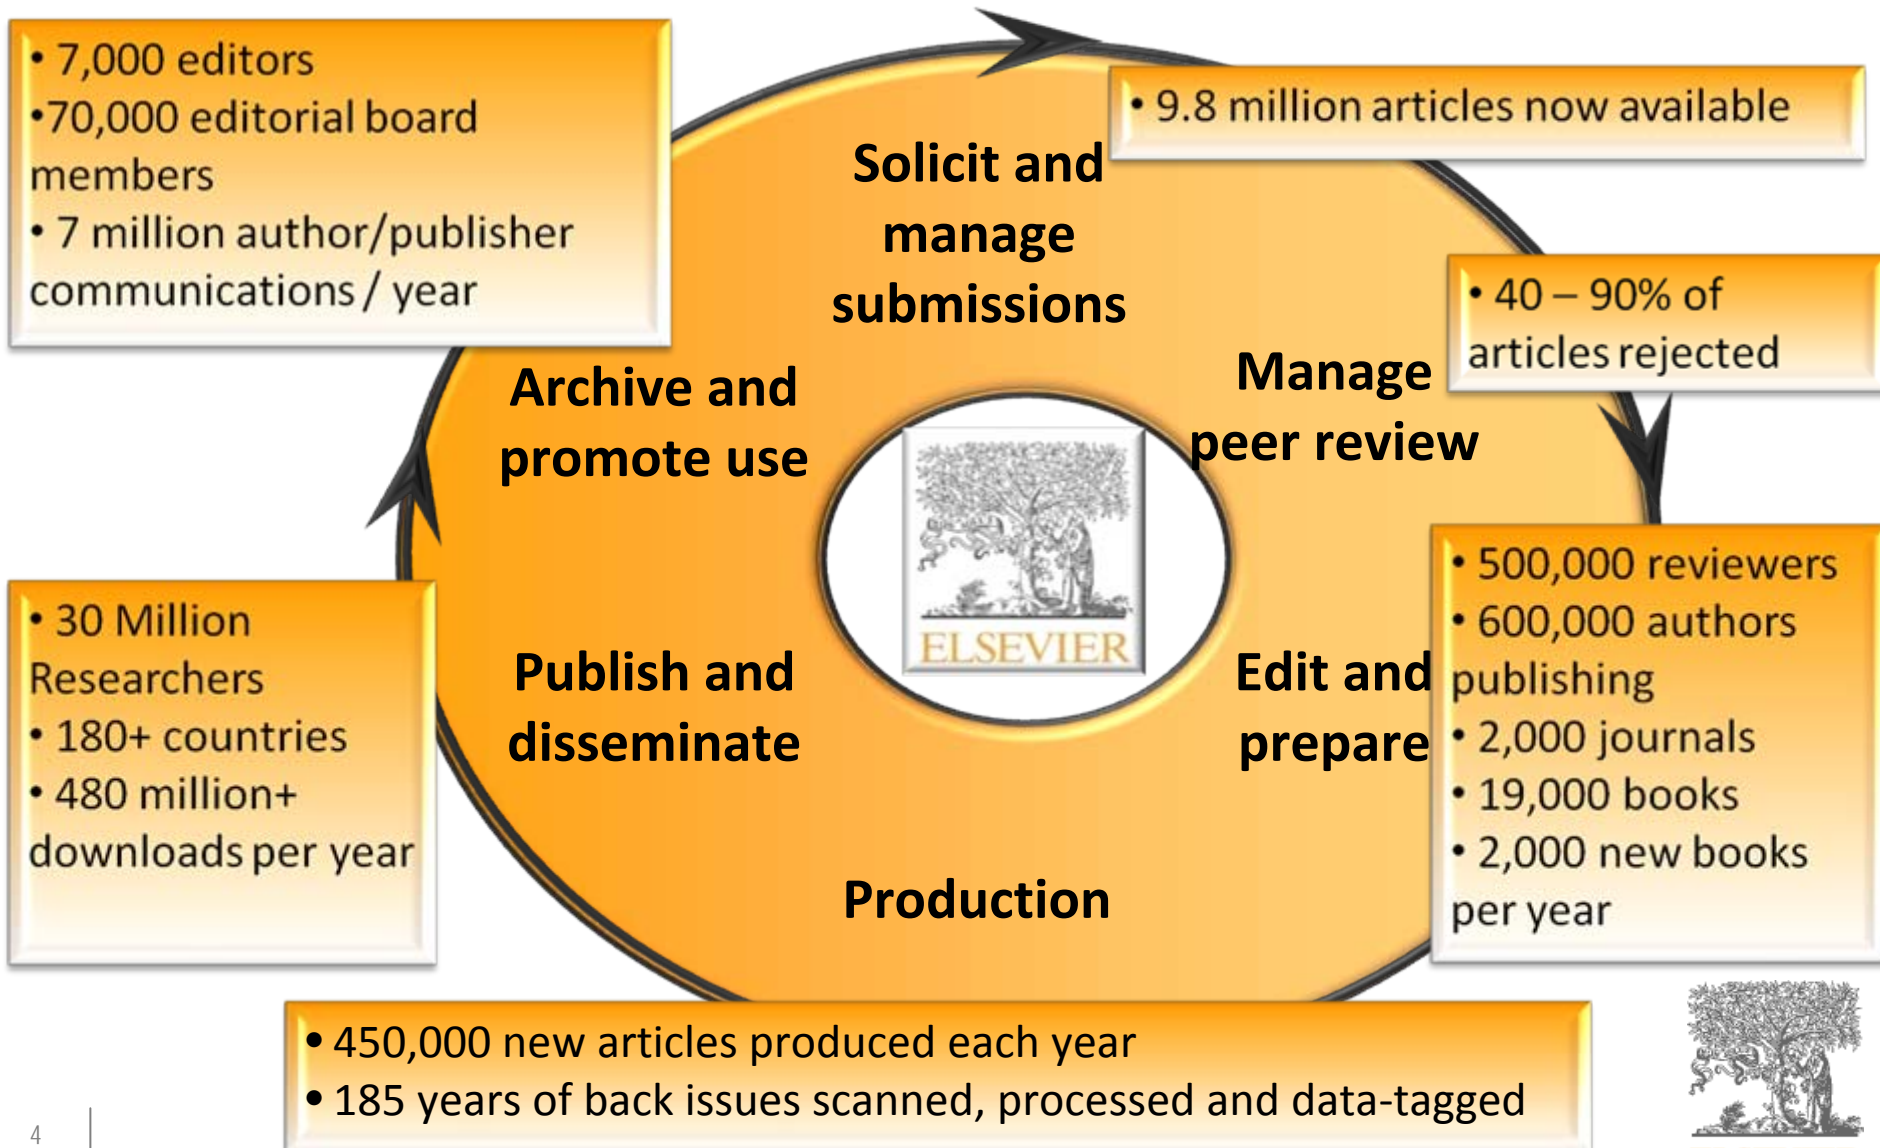 • 7,000 editors
•70,000 editorial board
members
• 7 million author/publisher
communications / year
• 9.8 million articles now available
Solicit and
manage
submissions
• 40 – 90% of
articles rejected
Manage
peer review
Archive and
promote use
ELSEVIER
• 500,000 reviewers
• 600,000 authors
publishing
• 2,000 journals
• 19,000 books
• 2,000 new books
per year
• 30 Million
Researchers
• 180+ countries
• 480 million+
downloads per year
Publish and
disseminate
Edit and
prepare
Production
• 450,000 new articles produced each year
• 185 years of back issues scanned, processed and data-tagged
4